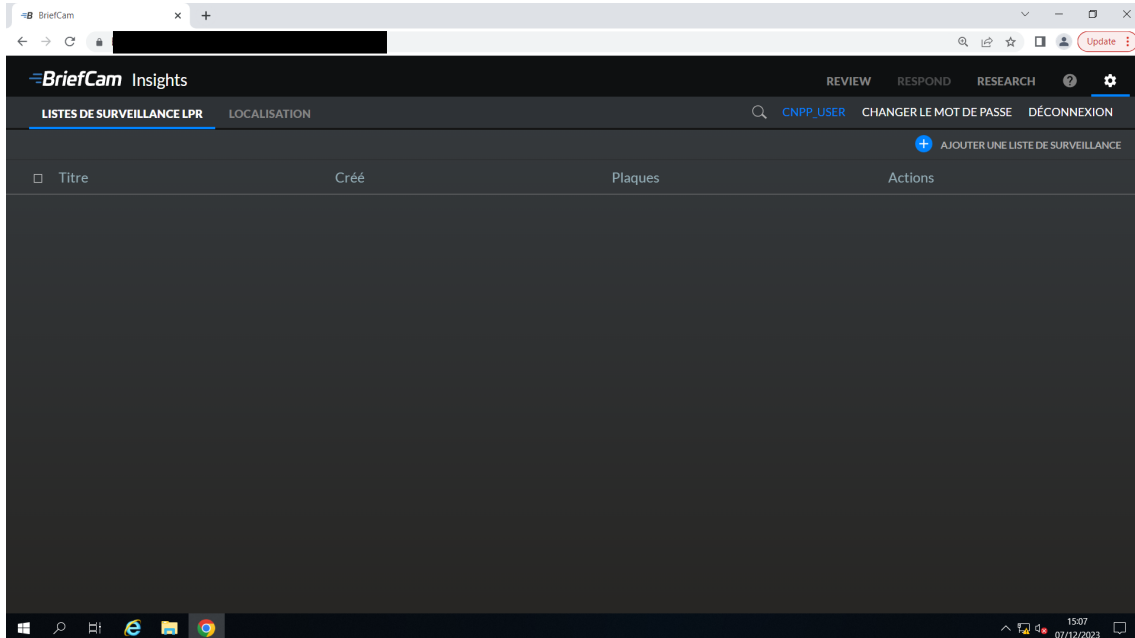 BriefCam
Update
BriefCam Insights
REVIEW RESPOND RESEARCH
LISTES DE SURVEILLANCE LPR LOCALISATION
CNPP_USER CHANGER LE MOT DE PASSE DÉCONNEXION
AJOUTER UNE LISTE DE SURVEILLANCE
Titre Créé Plaques Actions
15:07
07/12/2023